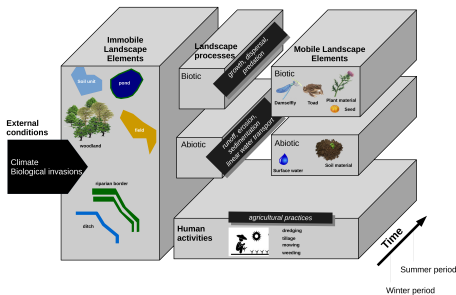 Immobile
Landscape
Elements
Landscape
processes
growth, dispersal,
predation
Mobile Landscape
Elements
Soil unit
pond
Biotic
Biotic
Damselfly
Toad
Plant material
Seed
External
conditions
field
woodland
Climate
Biological invasions
Abiotic
runoff, erosion,
sedimentation
linear water transport
Abiotic
Surface water
Soil material
riparian border
ditch
agricultural practices
Human
activities
dredging
tillage
mowing
weeding
Time
Summer period
Winter period